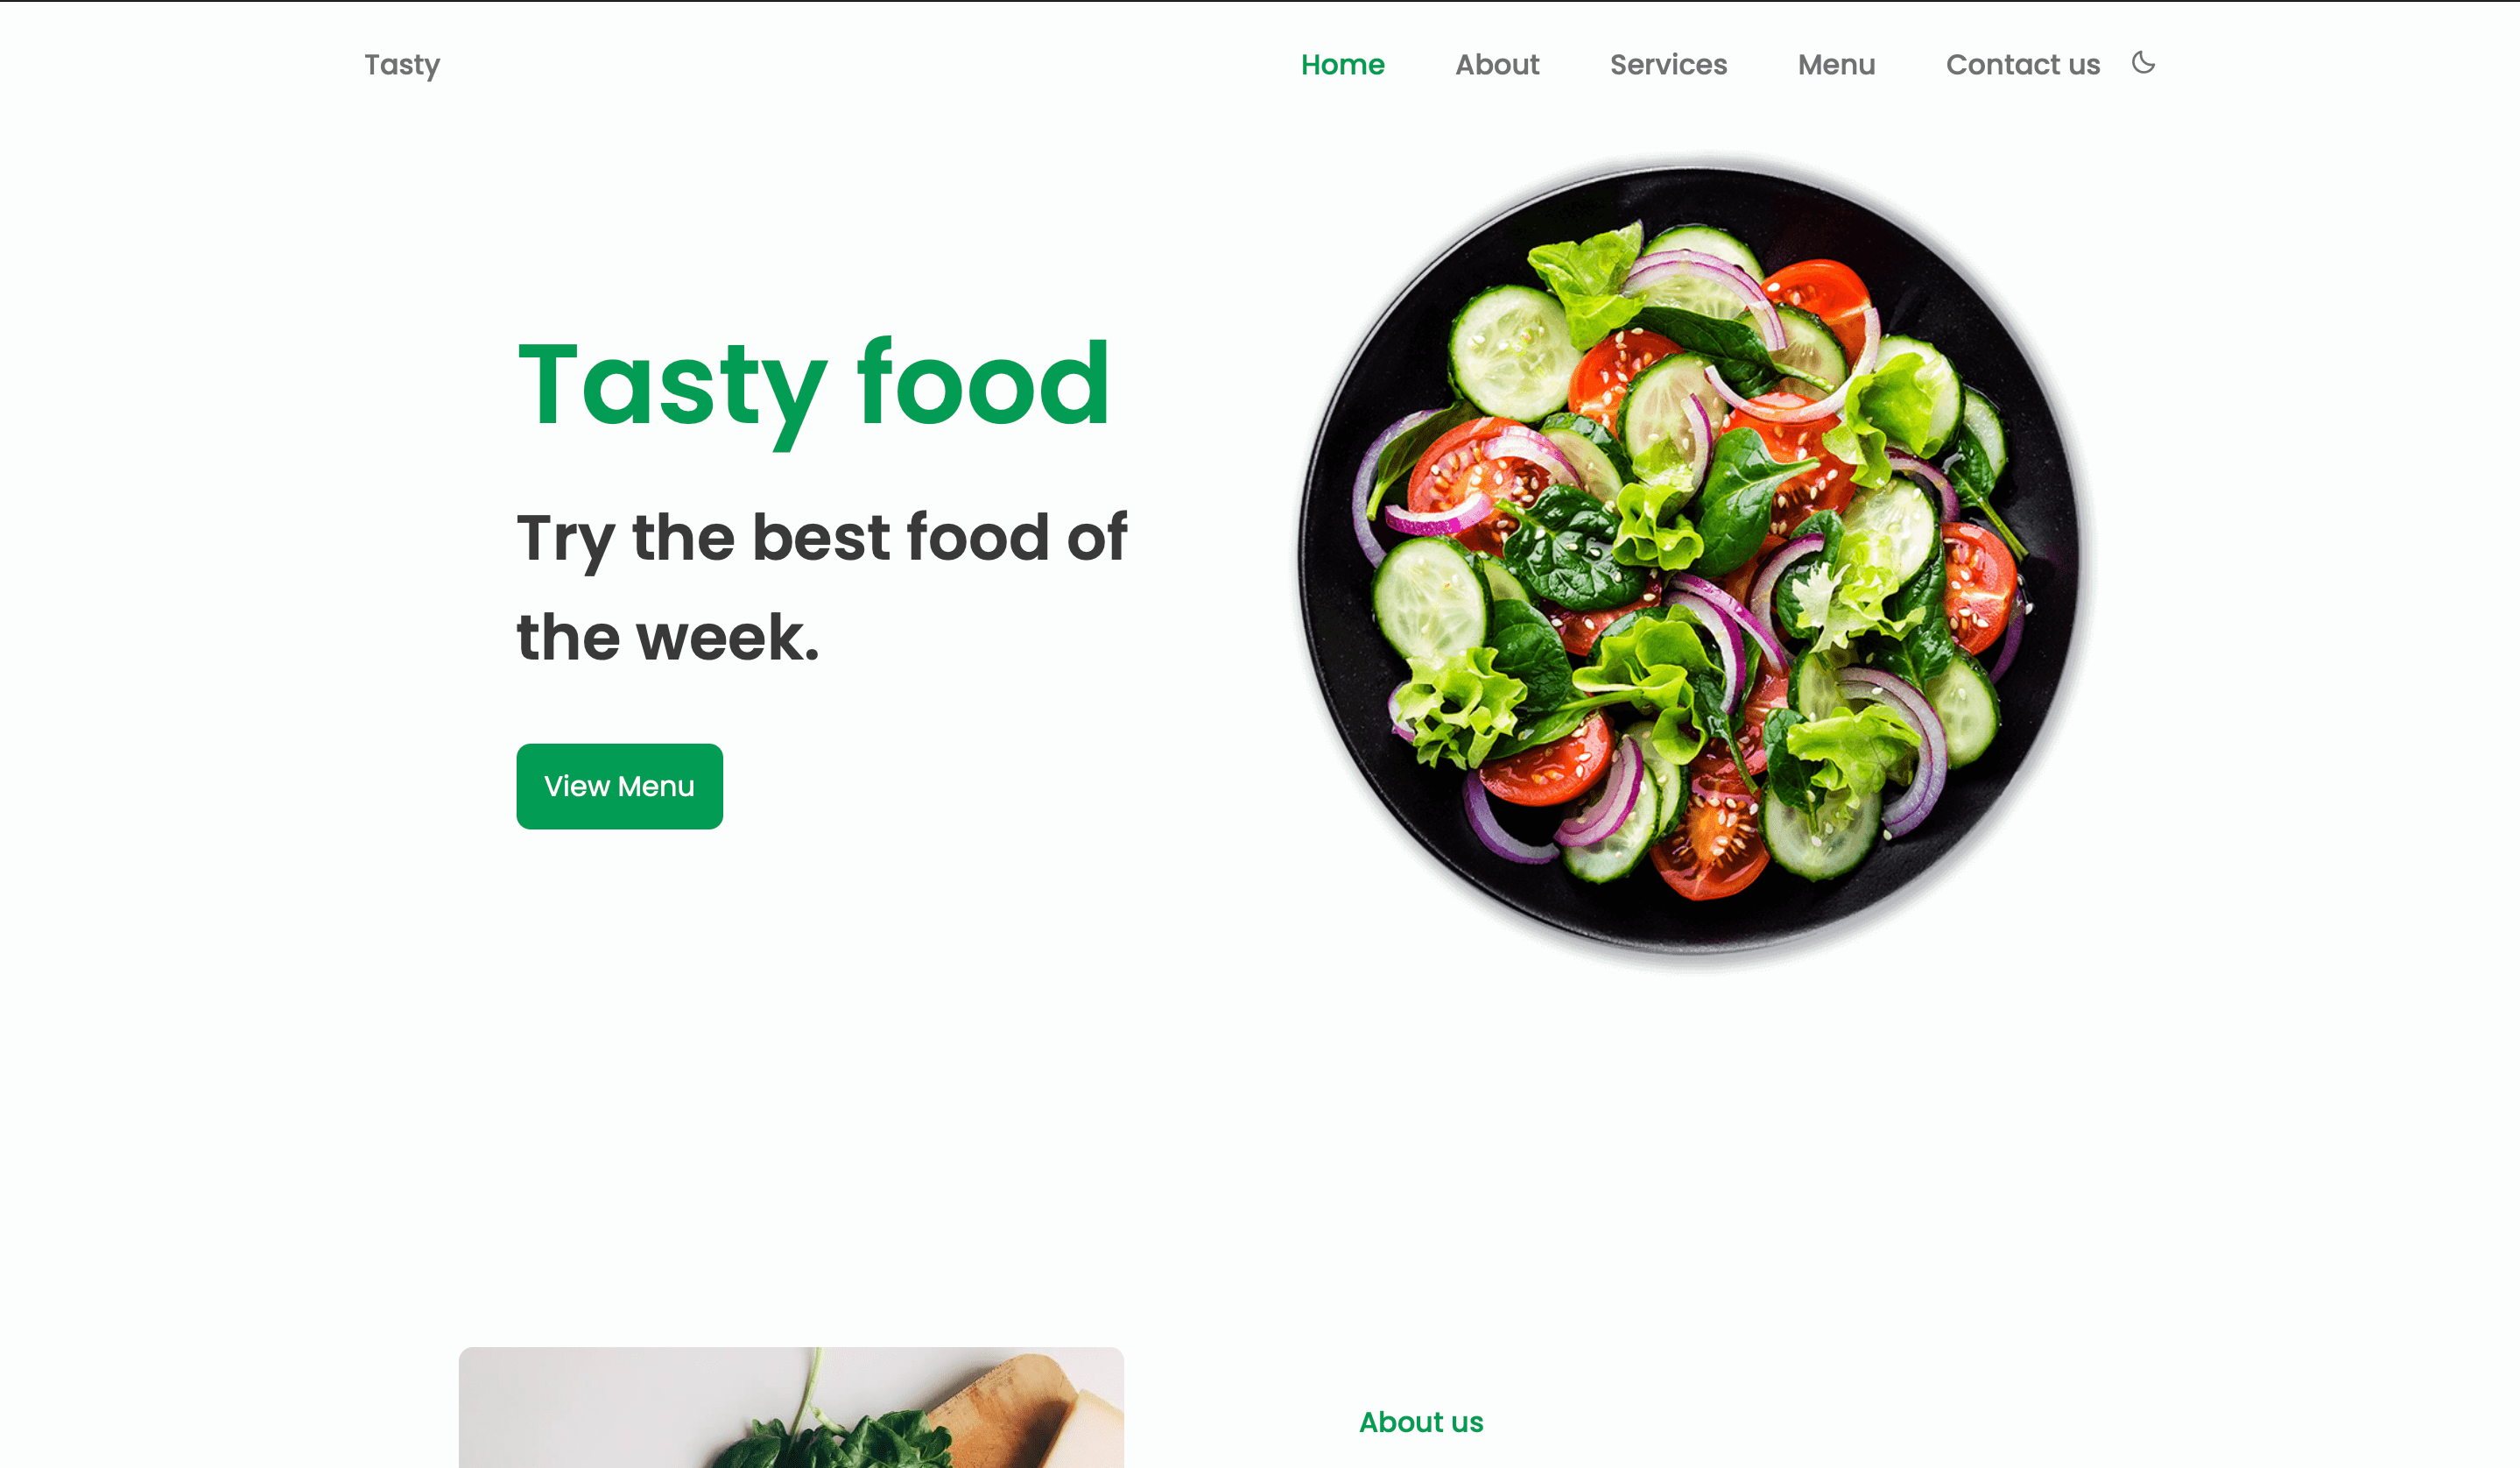 Tasty
Home About Services Menu Contact us
Tasty food
Try the best food of
the week.
View Menu
About us